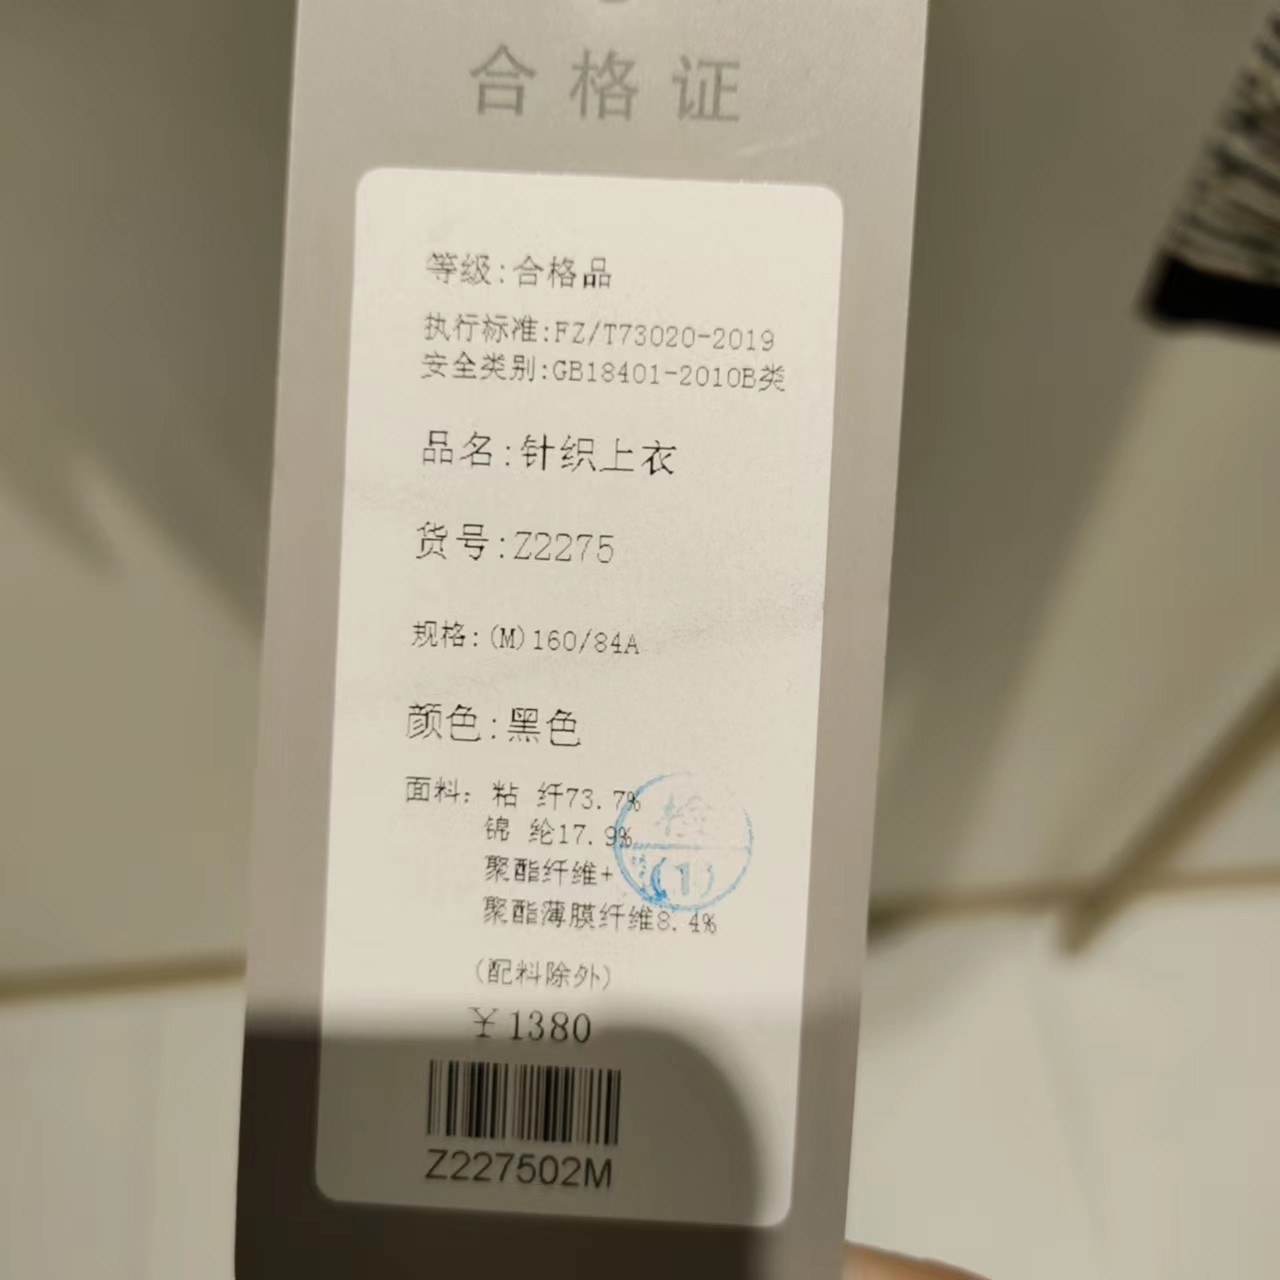 合格证
等级:合格品
执行标准:FZ/T73020-2019
安全类别:GB18401-2010B类
品名:针织上衣
货号:Z2275
规格:(M)160/84A
颜色:黑色
面料: 粘 纤73.7%
锦 纶17.9%
聚酯纤维+
聚酯薄膜纤维8.4%
检
(1)
(配料除外)
￥1380
Z227502M